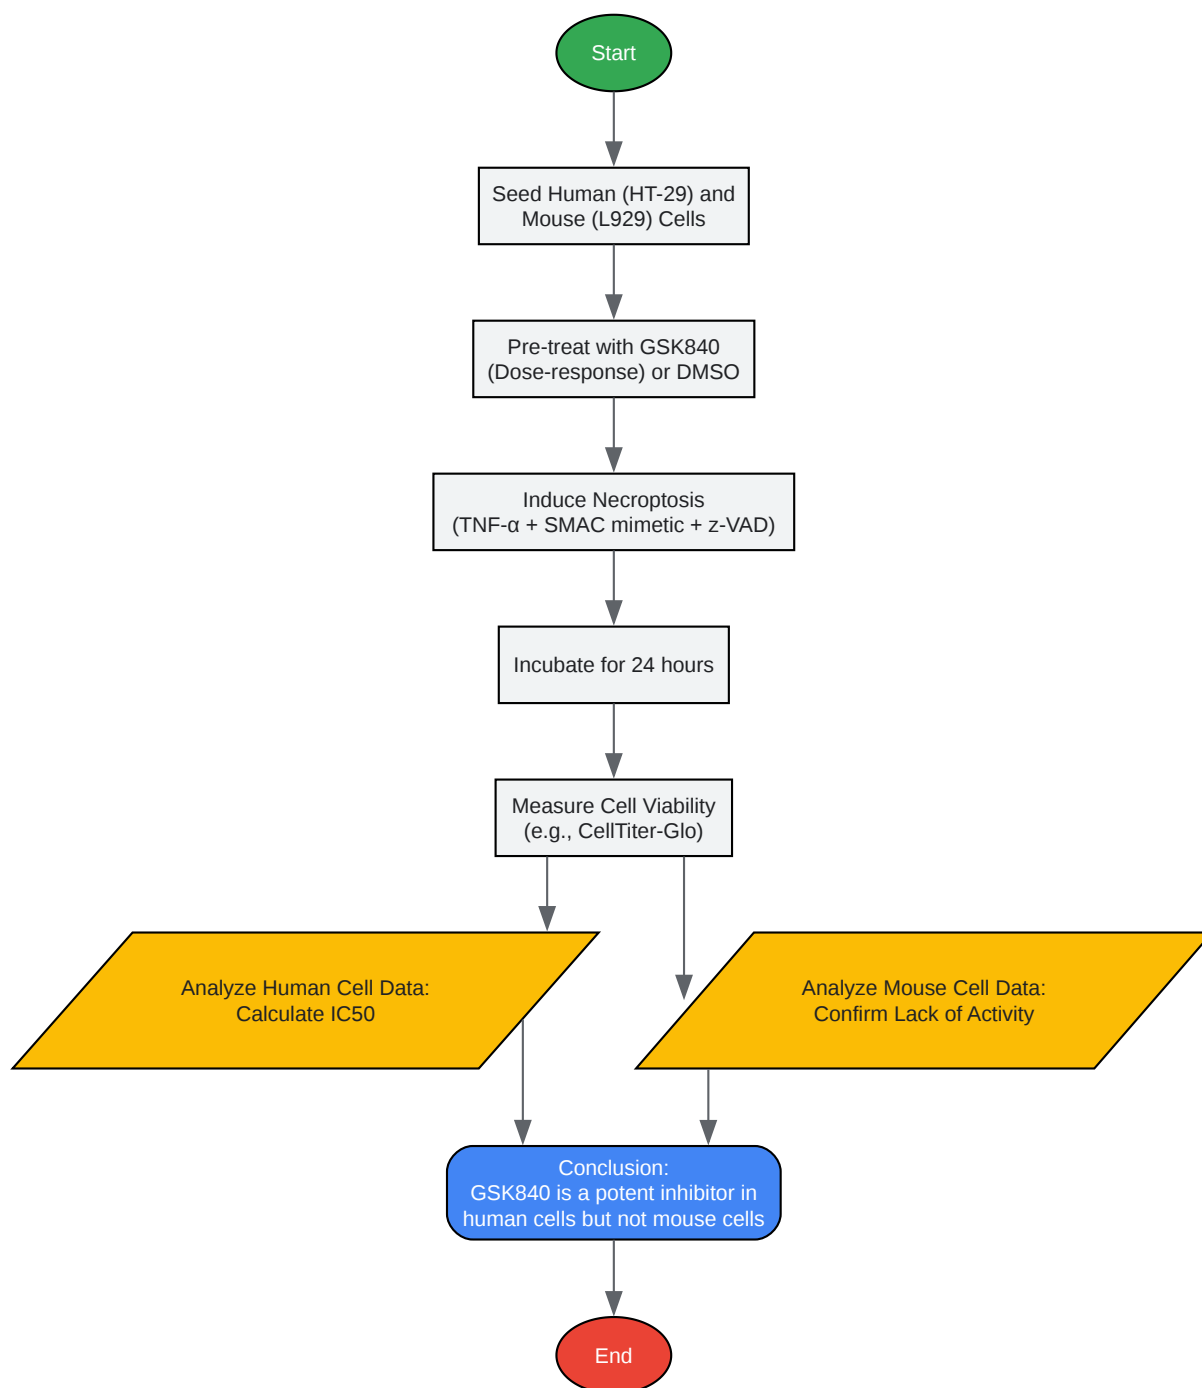 Start
Seed Human (HT-29) and
Mouse (L929) Cells
Pre-treat with GSK840
(Dose-response) or DMSO
Induce Necroptosis
(TNF-α + SMAC mimetic + z-VAD)
Incubate for 24 hours
Measure Cell Viability
(e.g., CellTiter-Glo)
Analyze Human Cell Data:
Calculate IC50
Analyze Mouse Cell Data:
Confirm Lack of Activity
Conclusion:
GSK840 is a potent inhibitor in
human cells but not mouse cells
End